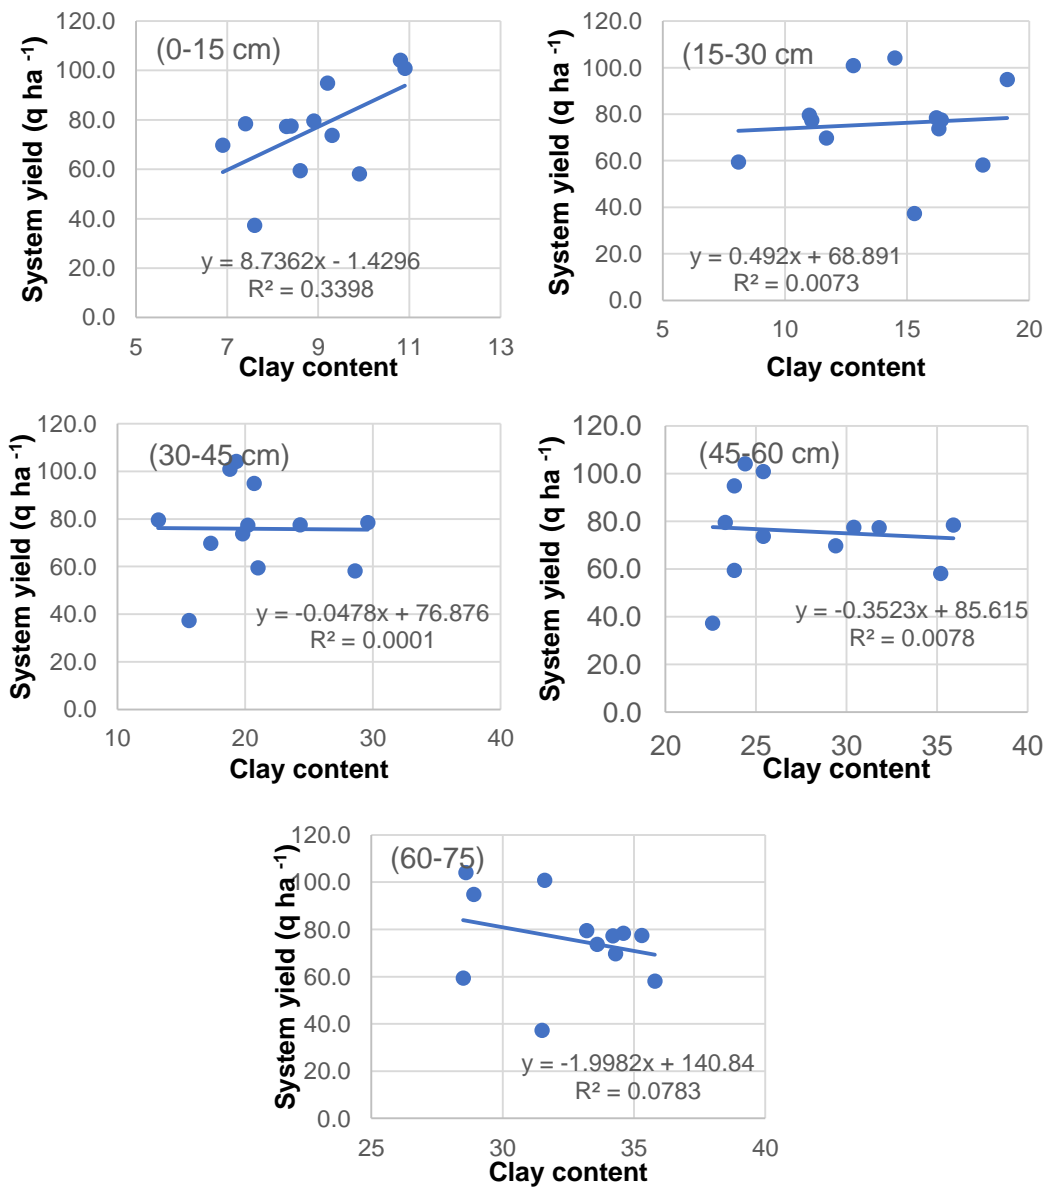 (0-15 cm)
System yield (q ha -1)
120.0
100.0
80.0
60.0
40.0
20.0
0.0
y = 8.7362x - 1.4296
R² = 0.3398
5 7 9 11 13
Clay content
(15-30 cm
System yield (q ha -1)
120.0
100.0
80.0
60.0
40.0
20.0
0.0
y = 0.492x + 68.891
R² = 0.0073
5 10 15 20
Clay content
(30-45 cm)
System yield (q ha -1)
120.0
100.0
80.0
60.0
40.0
20.0
0.0
y = -0.0478x + 76.876
R² = 0.0001
10 20 30 40
Clay content
(45-60 cm)
System yield (q ha -1)
120.0
100.0
80.0
60.0
40.0
20.0
0.0
y = -0.3523x + 85.615
R² = 0.0078
20 25 30 35 40
Clay content
(60-75)
System yield (q ha -1)
120.0
100.0
80.0
60.0
40.0
20.0
0.0
y = -1.9982x + 140.84
R² = 0.0783
25 30 35 40
Clay content